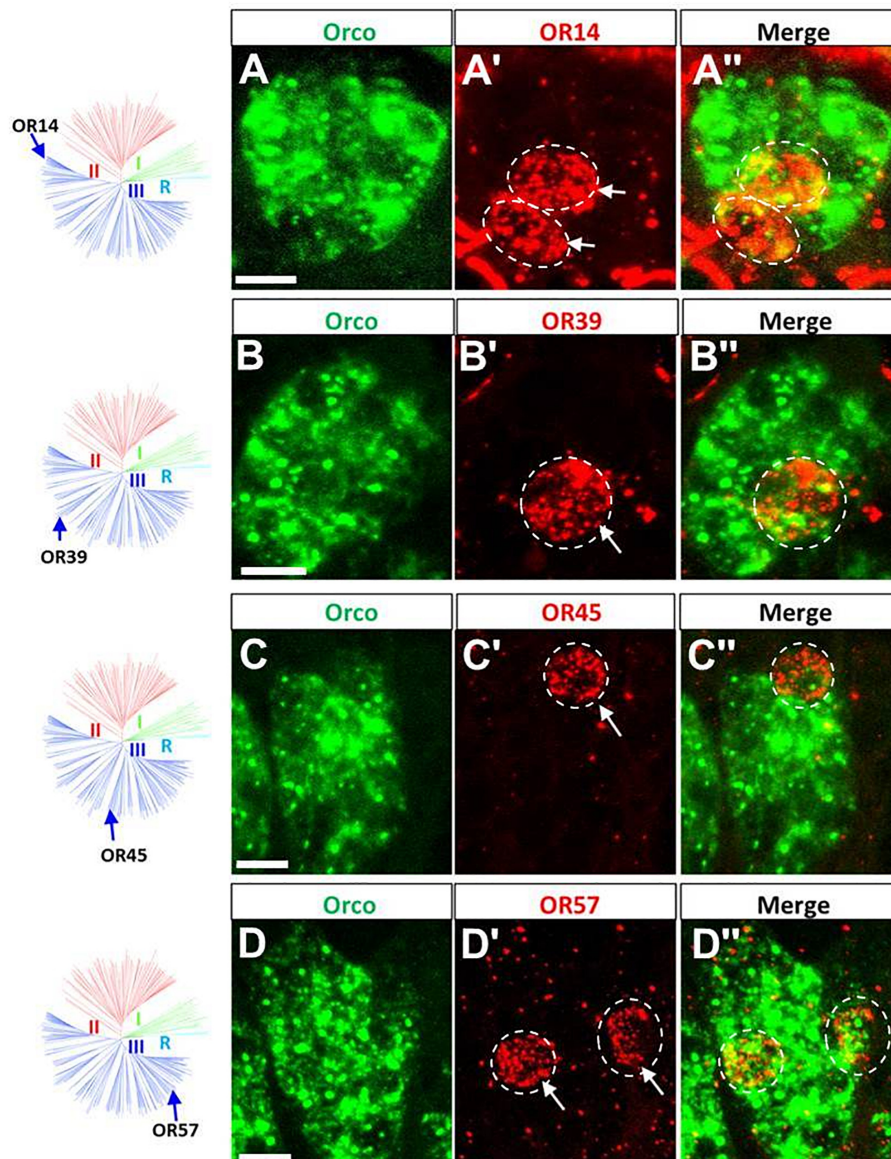 Orco OR14 Merge
A A' A"
OR14
II I
III R
Orco OR39 Merge
B B' B"
II I
III R
OR39
Orco OR45 Merge
C C' C"
II I
III R
OR45
Orco OR57 Merge
D D' D"
II I
III R
OR57